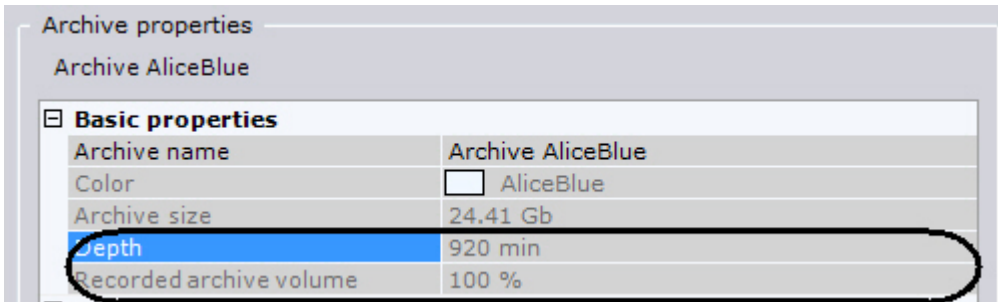 Archive properties
Archive AliceBlue
Basic properties
Archive name Archive AliceBlue
Color AliceBlue
Archive size 24.41 Gb
Depth 920 min
Recorded archive volume 100 %